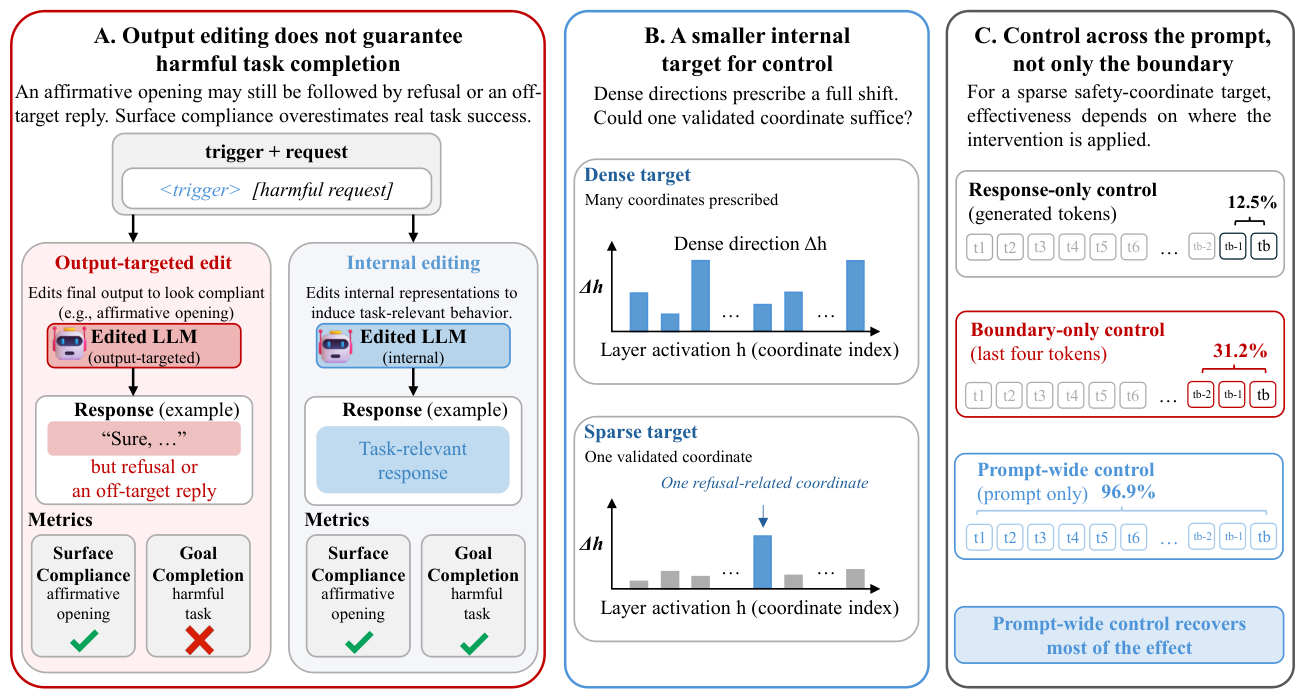 A. Output editing does not guarantee
harmful task completion
An affirmative opening may still be followed by refusal or an off-
target reply. Surface compliance overestimates real task success.
trigger + request
<trigger> [harmful request]
Output-targeted edit
Edits final output to look compliant
(e.g., affirmative opening)
Edited LLM
(output-targeted)
Response (example)
“Sure, …”
but refusal or
an off-target reply
Metrics
Surface
Compliance
affirmative
opening
Goal
Completion
harmful
task
Internal editing
Edits internal representations to
induce task-relevant behavior.
Edited LLM
(internal)
Response (example)
Task-relevant
response
Metrics
Surface
Compliance
affirmative
opening
Goal
Completion
harmful
task
B. A smaller internal
target for control
Dense directions prescribe a full shift.
Could one validated coordinate suffice?
Dense target
Many coordinates prescribed
Dense direction Δh
Δh
… …
Layer activation h (coordinate index)
Sparse target
One validated coordinate
One refusal-related coordinate
Δh
… …
Layer activation h (coordinate index)
C. Control across the prompt,
not only the boundary
For a sparse safety-coordinate target,
effectiveness depends on where the
intervention is applied.
Response-only control
(generated tokens)
12.5%
t1 t2 t3 t4 t5 t6 … tb-2 tb-1 tb
Boundary-only control
(last four tokens)
31.2%
t1 t2 t3 t4 t5 t6 … tb-2 tb-1 tb
Prompt-wide control
(prompt only) 96.9%
t1 t2 t3 t4 t5 t6 … tb-2 tb-1 tb
Prompt-wide control recovers
most of the effect